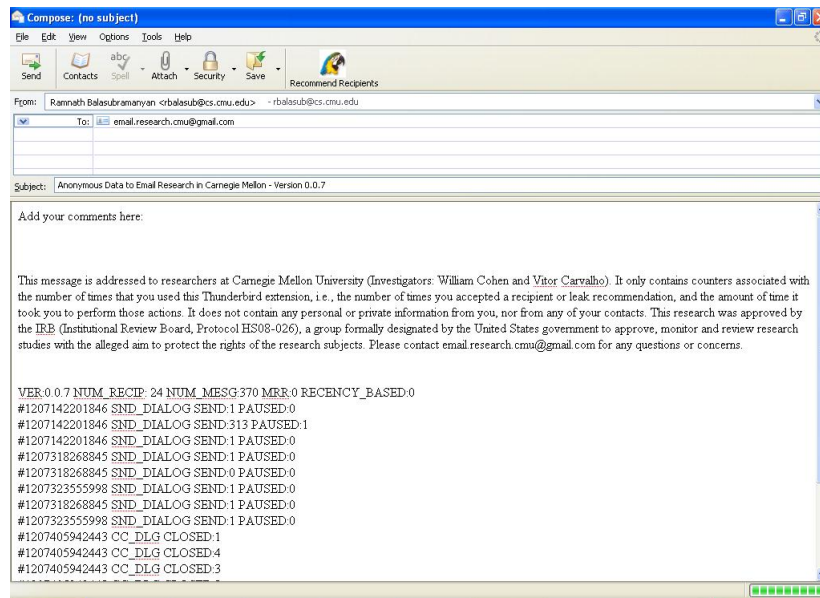 Compose: (no subject)
File Edit View Options Tools Help
Send Contacts Spell Attach Security Save Recommend Recipients
From: Ramnath Balasubramanyan <rbalasub@cs.cmu.edu> - rbalasub@cs.cmu.edu
To: email.research.cmu@gmail.com
Subject: Anonymous Data to Email Research in Carnegie Mellon - Version 0.0.7
Add your comments here:
This message is addressed to researchers at Carnegie Mellon University (Investigators: William Cohen and Vitor Carvalho). It only contains counters associated with
the number of times that you used this Thunderbird extension, i.e., the number of times you accepted a recipient or leak recommendation, and the amount of time it
took you to perform those actions. It does not contain any personal or private information from you, nor from any of your contacts. This research was approved by
the IRB (Institutional Review Board, Protocol HS08-026), a group formally designated by the United States government to approve, monitor and review research
studies with the alleged aim to protect the rights of the research subjects. Please contact email.research.cmu@gmail.com for any questions or concerns.
VER:0.0.7 NUM_RECIP: 24 NUM_MESG:370 MRR:0 RECENCY_BASED:0
#1207142201846 SND_DIALOG SEND:1 PAUSED:0
#1207142201846 SND_DIALOG SEND:313 PAUSED:1
#1207142201846 SND_DIALOG SEND:1 PAUSED:0
#1207318268845 SND_DIALOG SEND:1 PAUSED:0
#1207318268845 SND_DIALOG SEND:0 PAUSED:0
#1207323555998 SND_DIALOG SEND:1 PAUSED:0
#1207318268845 SND_DIALOG SEND:1 PAUSED:0
#1207323555998 SND_DIALOG SEND:1 PAUSED:0
#1207405942443 CC_DLG CLOSED:1
#1207405942443 CC_DLG CLOSED:4
#1207405942443 CC_DLG CLOSED:3